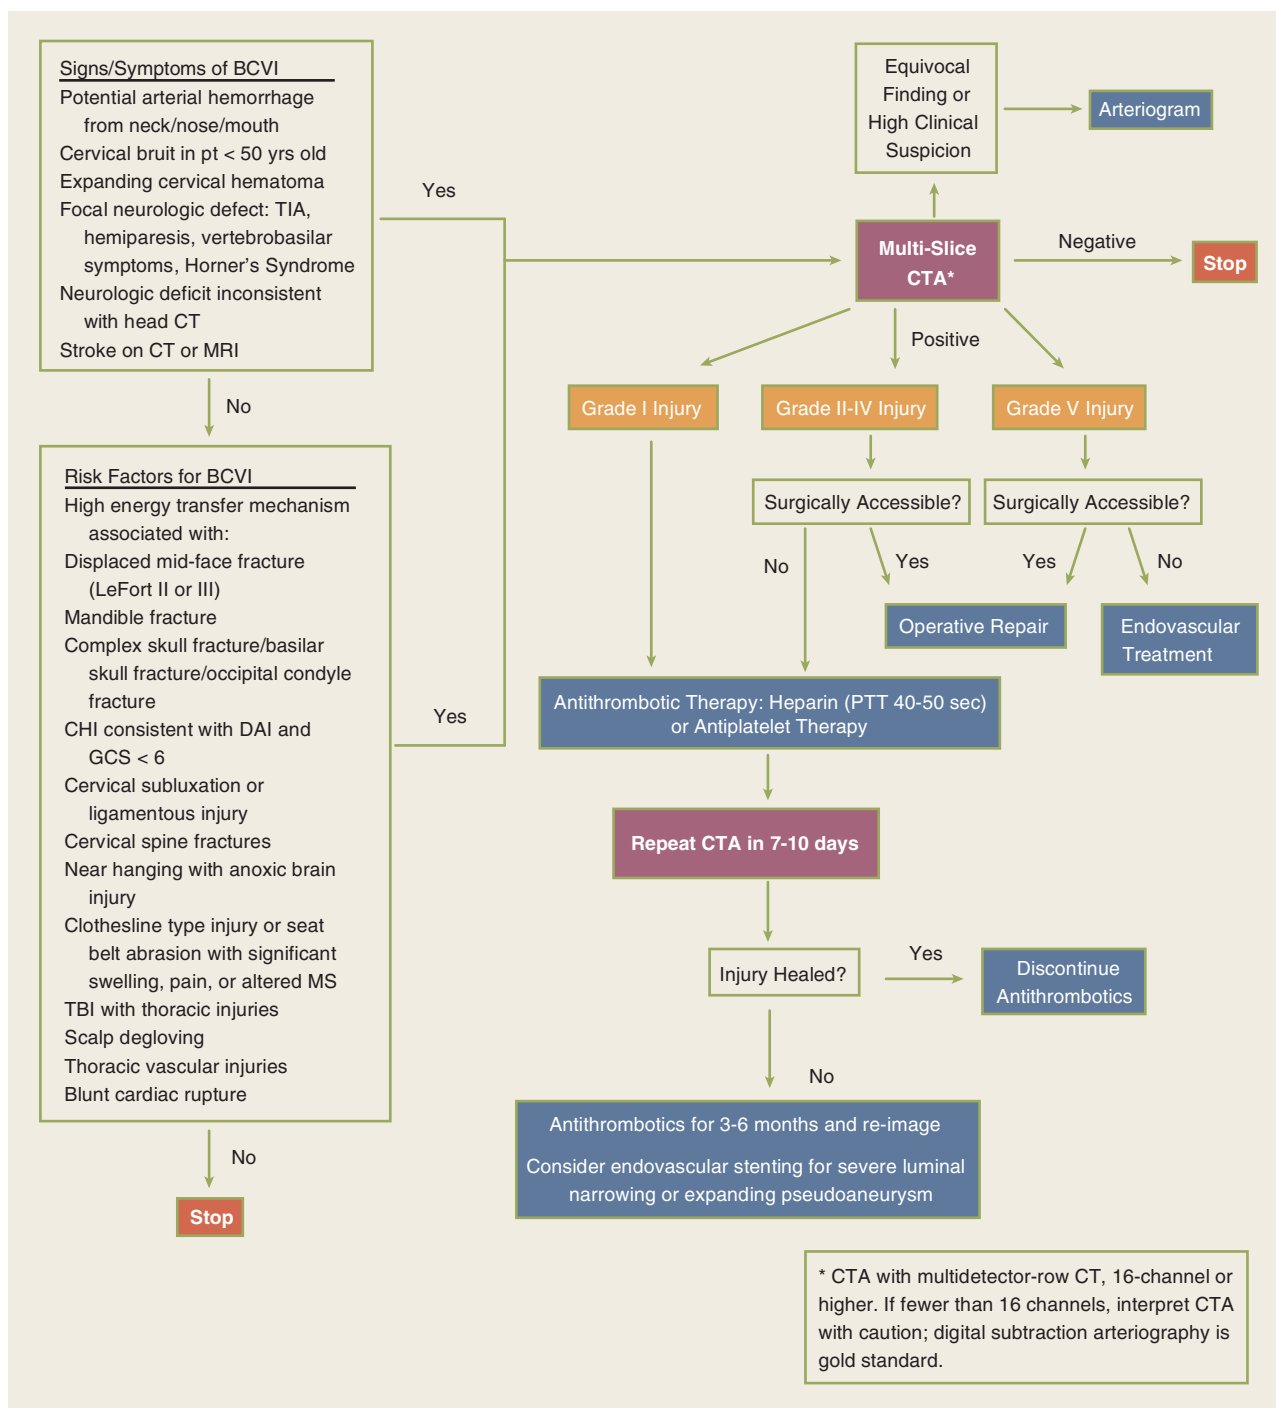 Signs/Symptoms of BCVI
Potential arterial hemorrhage
from neck/nose/mouth
Cervical bruit in pt < 50 yrs old
Expanding cervical hematoma
Focal neurologic defect: TIA,
hemiparesis, vertebrobasilar
symptoms, Horner's Syndrome
Neurologic deficit inconsistent
with head CT
Stroke on CT or MRI
Yes
No
Risk Factors for BCVI
High energy transfer mechanism
associated with:
Displaced mid-face fracture
(LeFort II or III)
Mandible fracture
Complex skull fracture/basilar
skull fracture/occipital condyle
fracture
CHI consistent with DAI and
GCS < 6
Cervical subluxation or
ligamentous injury
Cervical spine fractures
Near hanging with anoxic brain
injury
Clothesline type injury or seat
belt abrasion with significant
swelling, pain, or altered MS
TBI with thoracic injuries
Scalp degloving
Thoracic vascular injuries
Blunt cardiac rupture
Yes
No
Stop
Equivocal
Finding or
High Clinical
Suspicion
Arteriogram
Multi-Slice
CTA*
Negative
Stop
Positive
Grade I Injury
Grade II-IV Injury
Grade V Injury
Surgically Accessible?
Surgically Accessible?
No
Yes
Yes
No
Operative Repair
Endovascular
Treatment
Antithrombotic Therapy: Heparin (PTT 40-50 sec)
or Antiplatelet Therapy
Repeat CTA in 7-10 days
Injury Healed?
Yes
Discontinue
Antithrombotics
No
Antithrombotics for 3-6 months and re-image
Consider endovascular stenting for severe luminal
narrowing or expanding pseudoaneurysm
* CTA with multidetector-row CT, 16-channel or
higher. If fewer than 16 channels, interpret CTA
with caution; digital subtraction arteriography is
gold standard.